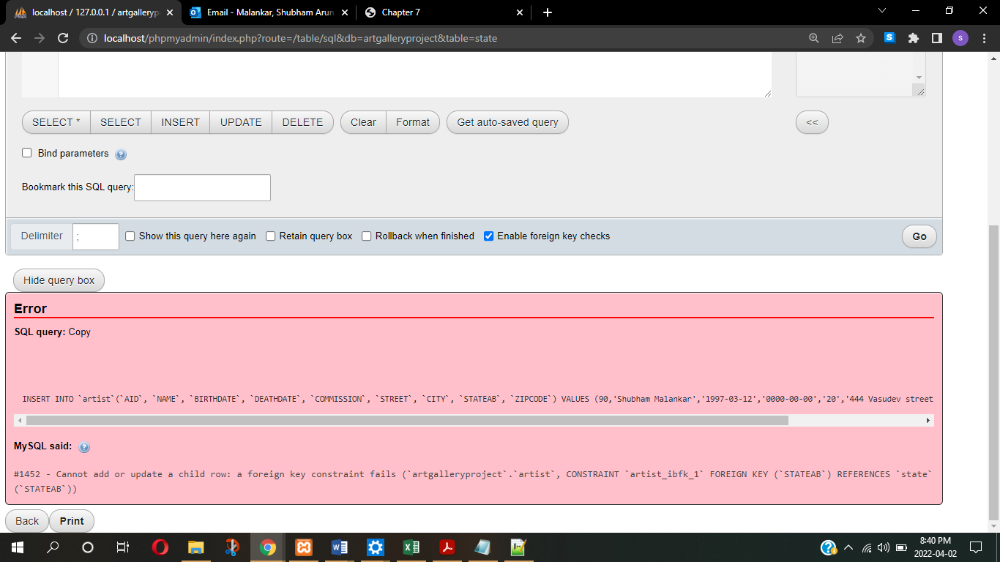 localhost / 127.0.0.1 / artgalleryp
Email - Malankar, Shubham Arun
Chapter 7
localhost/phpmyadmin/index.php?route=/table/sql&db=artgalleryproject&table=state
S
s
SELECT * SELECT INSERT UPDATE DELETE Clear Format Get auto-saved query <<
Bind parameters
Bookmark this SQL query:
Delimiter ; Show this query here again Retain query box Rollback when finished Enable foreign key checks Go
Hide query box
Error
SQL query: Copy
INSERT INTO `artist`(`AID`, `NAME`, `BIRTHDATE`, `DEATHDATE`, `COMMISSION`, `STREET`, `CITY`, `STATEAB`, `ZIPCODE`) VALUES (90,'Shubham Malankar','1997-03-12','0000-00-00','20','444 Vasudev street
MySQL said:
#1452 - Cannot add or update a child row: a foreign key constraint fails (`artgalleryproject`.`artist`, CONSTRAINT `artist_ibfk_1` FOREIGN KEY (`STATEAB`) REFERENCES `state`
(`STATEAB`))
Back Print
8:40 PM
2022-04-02